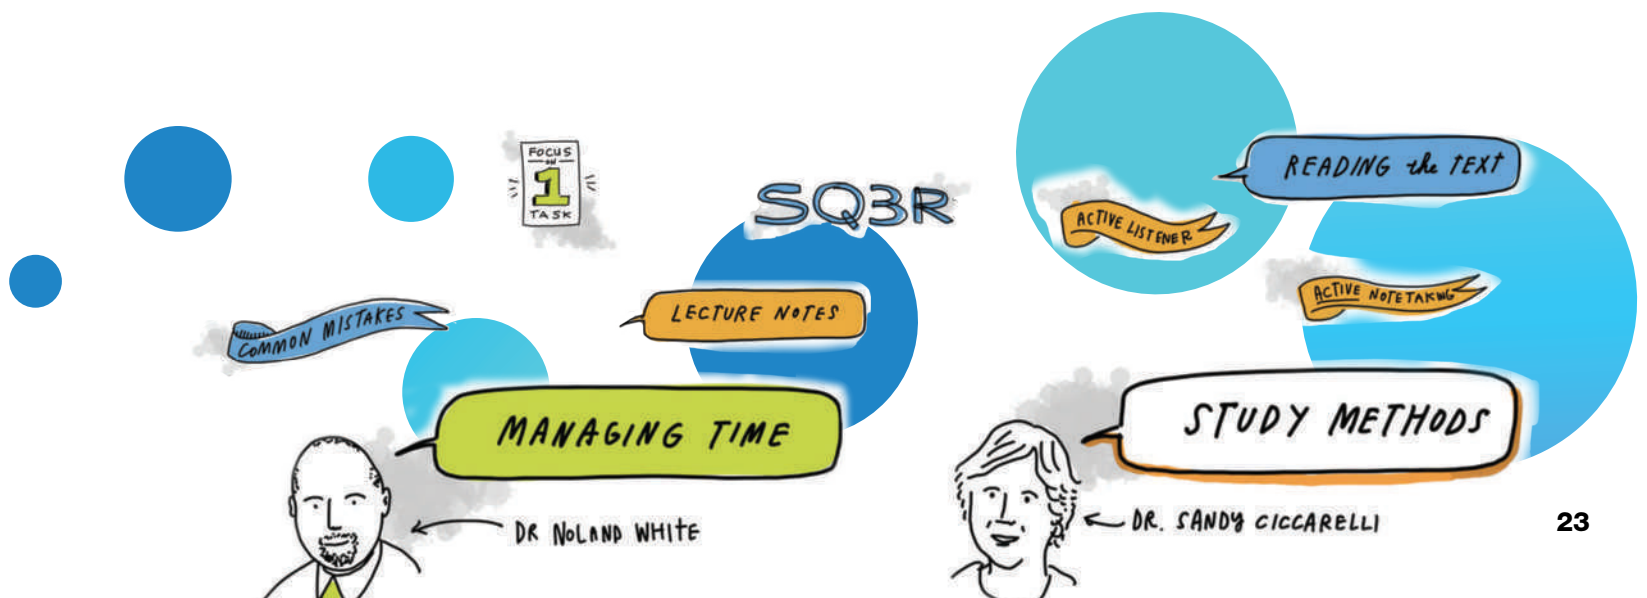 FOCUS
ON
1
TASK
SQ3R
READING the TEXT
ACTIVE LISTENER
ACTIVE NOTETAKING
COMMON MISTAKES
LECTURE NOTES
MANAGING TIME
STUDY METHODS
DR NOLAND WHITE
DR. SANDY CICCARELLI
23